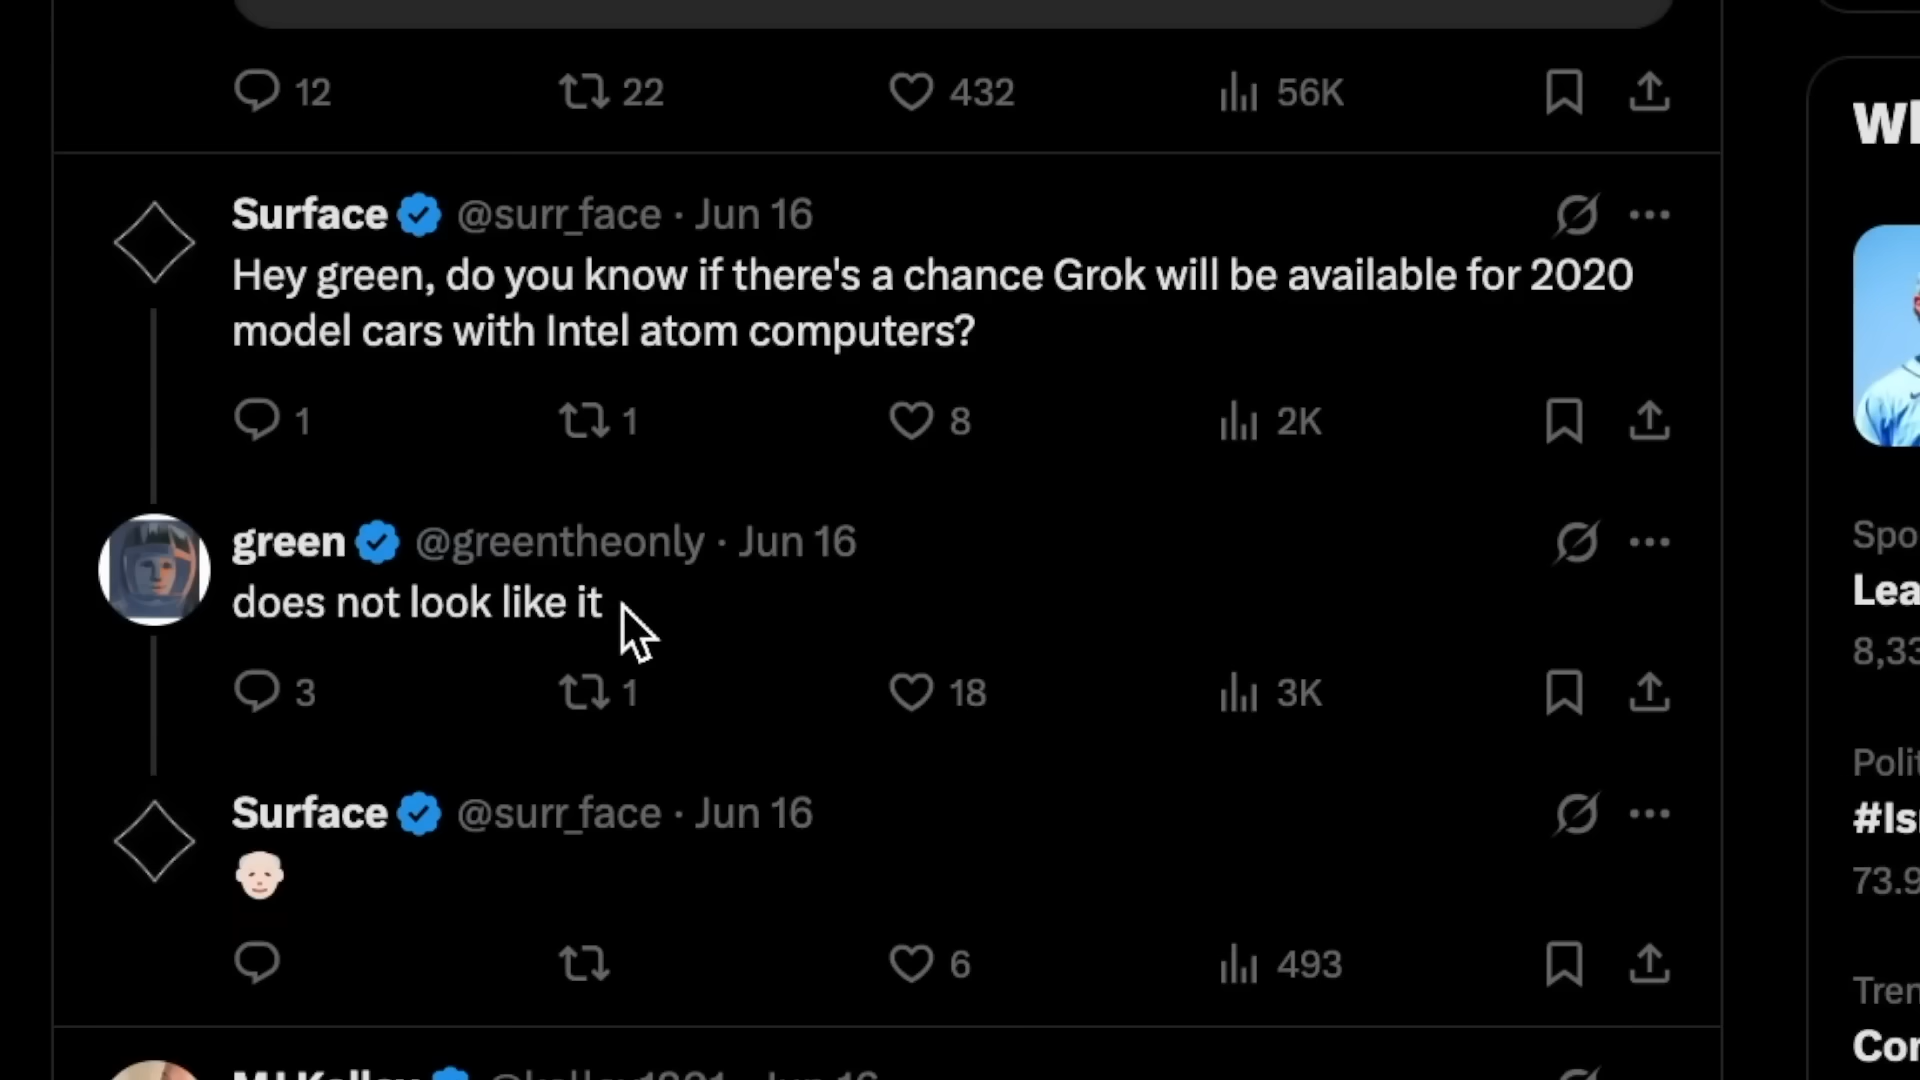 12 22 432 56K
Wh
Surface @surr_face · Jun 16
Hey green, do you know if there's a chance Grok will be available for 2020
model cars with Intel atom computers?
1 1 8 2K
green @greentheonly · Jun 16
does not look like it
3 1 18 3K
Spo
Lea
8,33
Surface @surr_face · Jun 16
6 493
Polit
#Isr
73.9
Tren
Cor